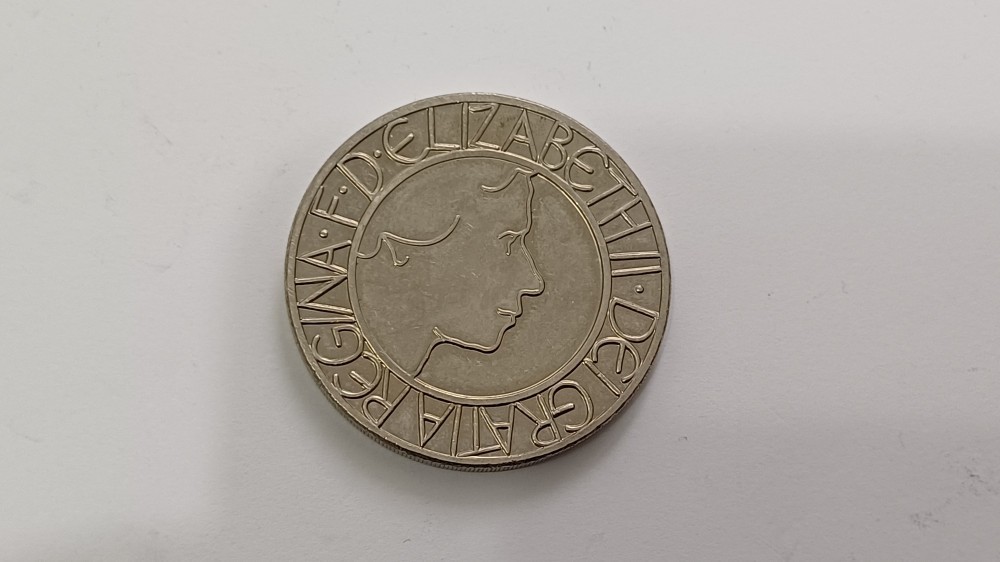 ELIZABETH II · DEI GRATIA REGINA · F · D ·